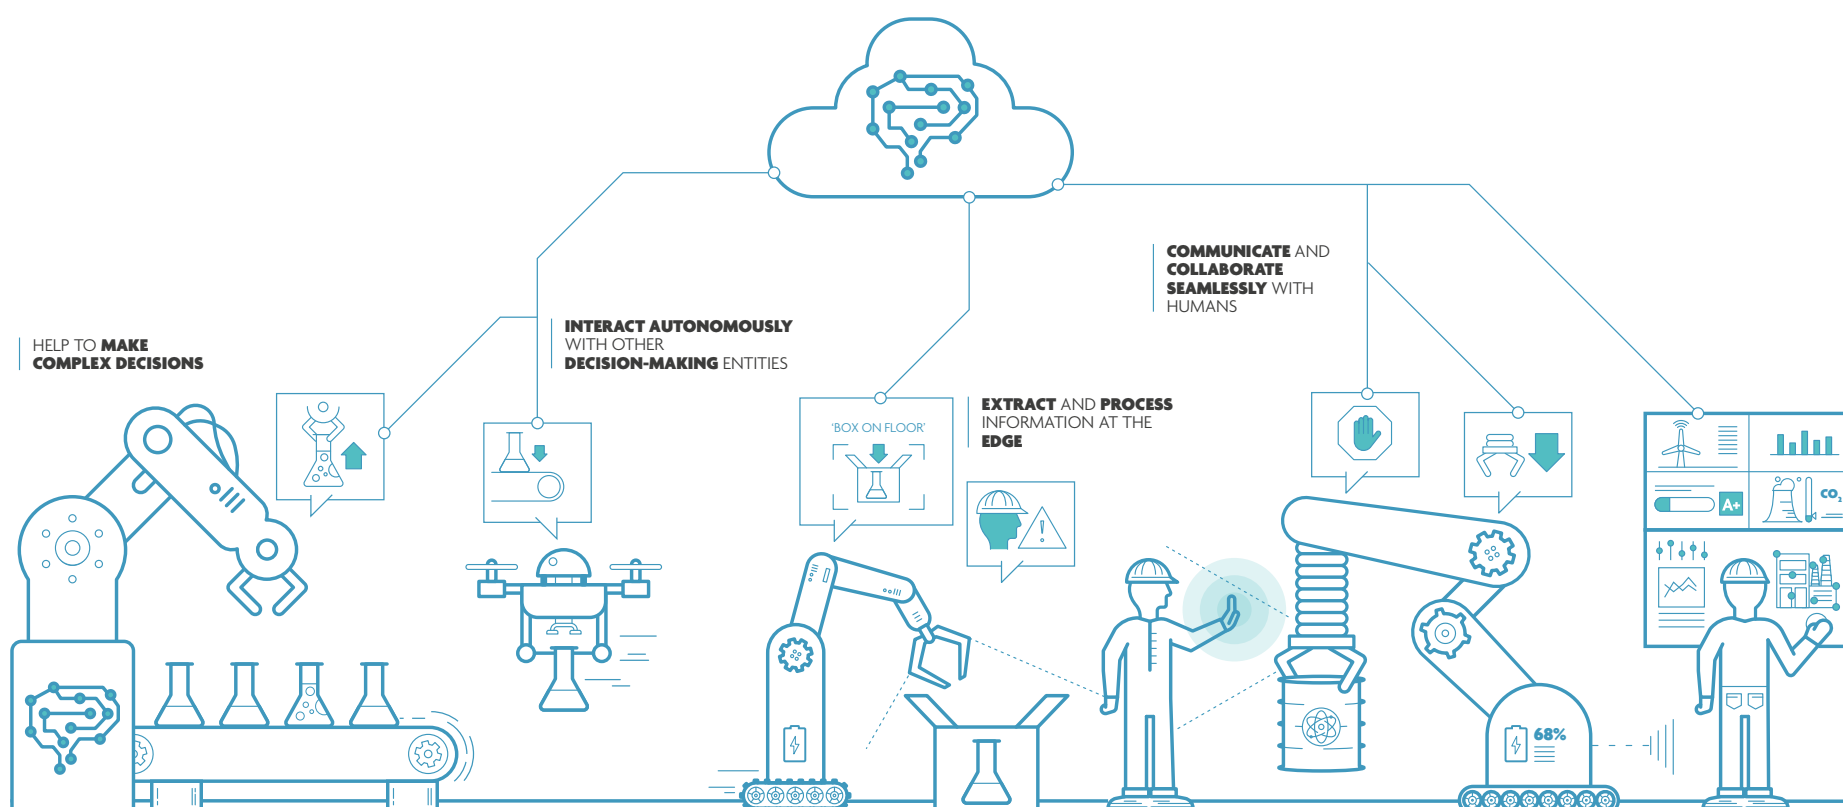 HELP TO MAKE
COMPLEX DECISIONS
INTERACT AUTONOMOUSLY
WITH OTHER
DECISION-MAKING ENTITIES
'BOX ON FLOOR'
EXTRACT AND PROCESS
INFORMATION AT THE
EDGE
COMMUNICATE AND
COLLABORATE
SEAMLESSLY WITH
HUMANS
!
A+
CO2
68%